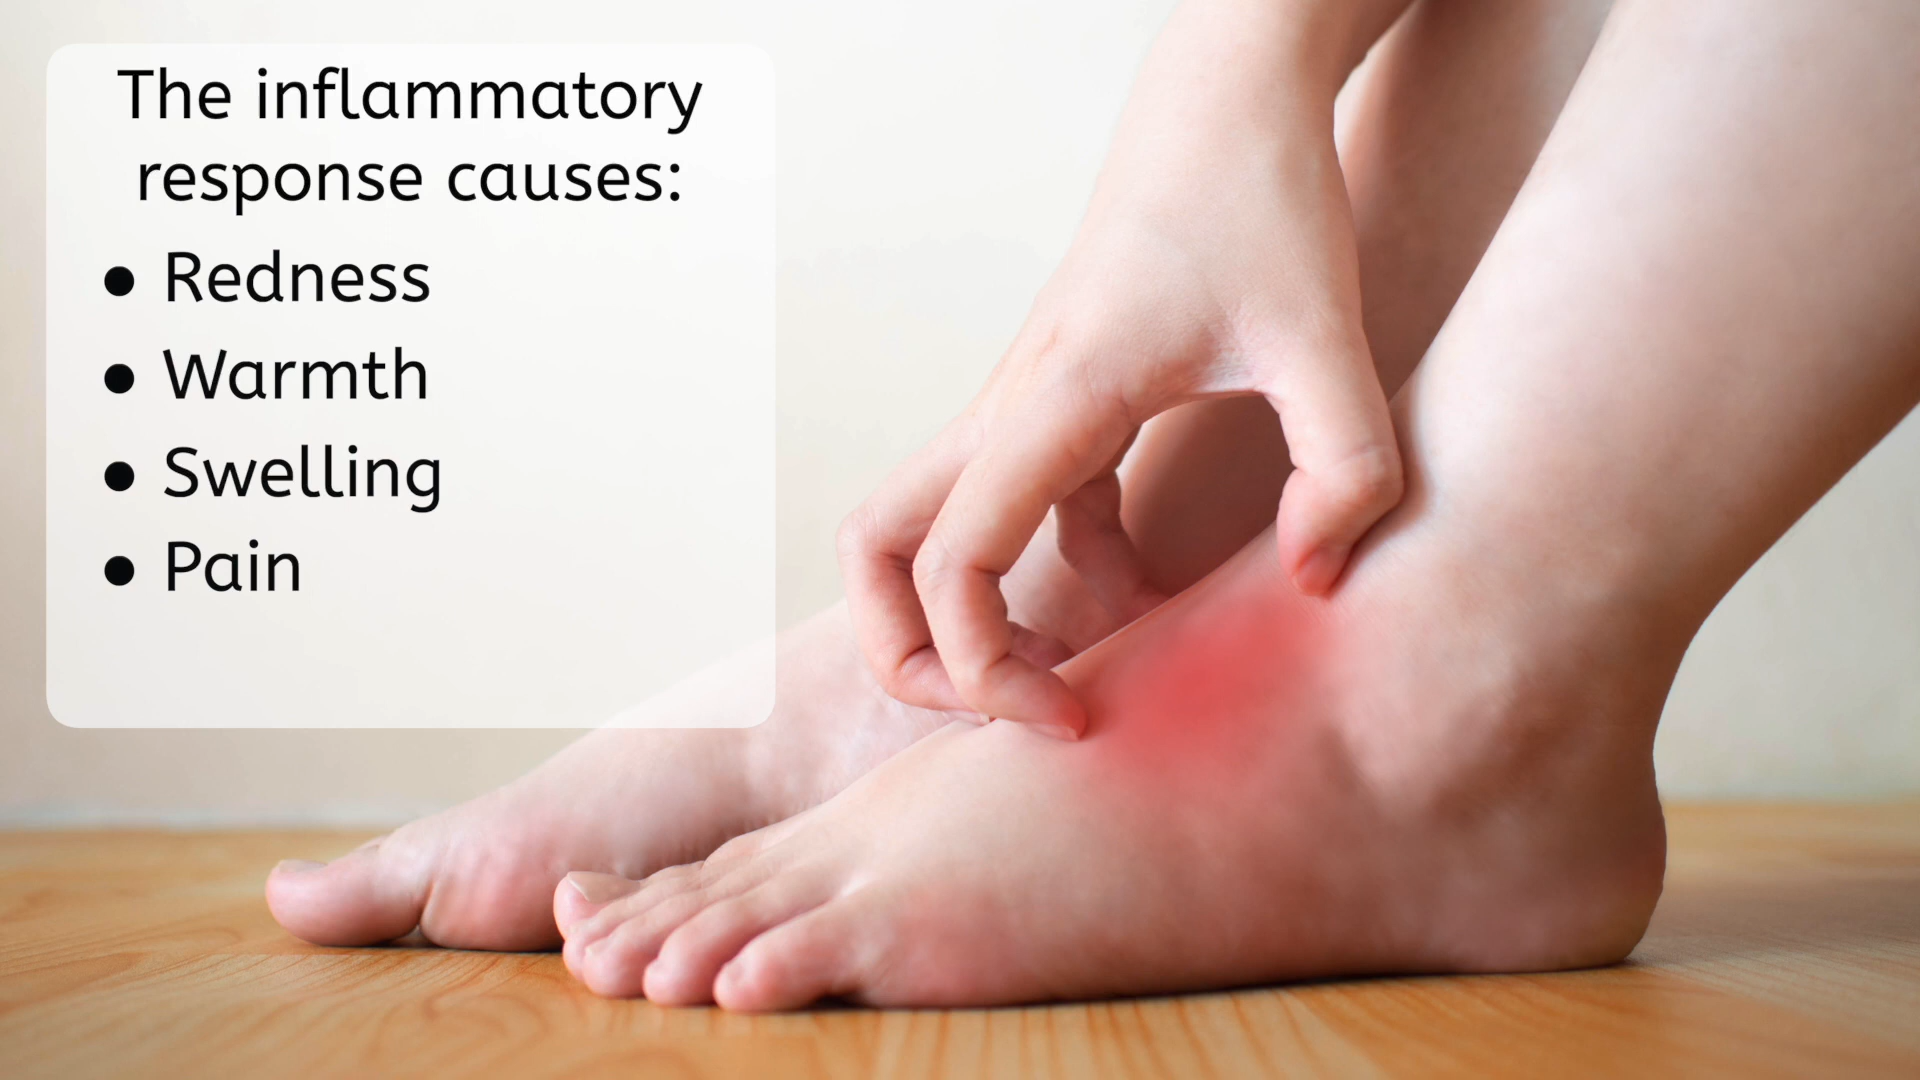 The inflammatory
response causes:
• Redness
• Warmth
• Swelling
• Pain